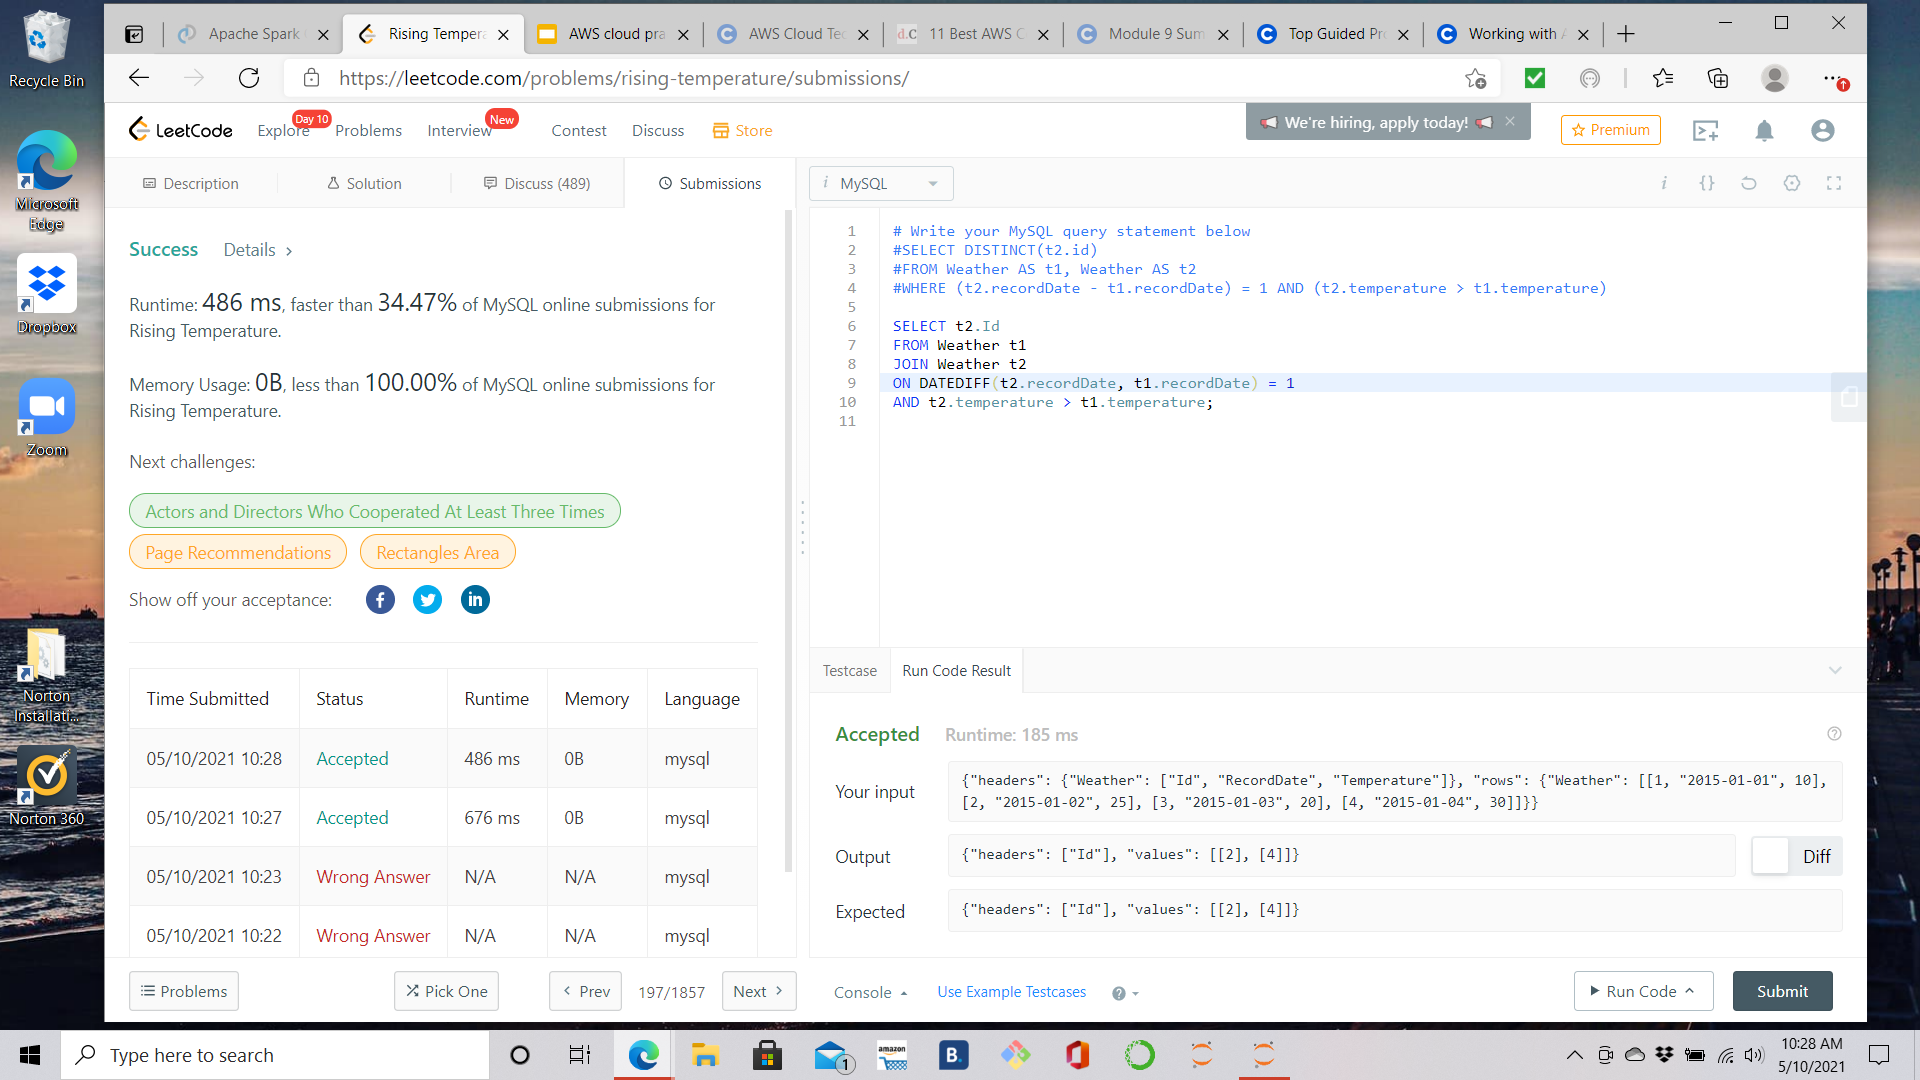 Recycle Bin
Microsoft Edge
Dropbox
Zoom
Norton Installati...
Norton 360
Apache Spark
Rising Tempera
AWS cloud pra
AWS Cloud Tec
11 Best AWS C
Module 9 Sum
Top Guided Pro
Working with A
https://leetcode.com/problems/rising-temperature/submissions/
LeetCode
Explore
Day 10
Problems
Interview
New
Contest
Discuss
Store
We're hiring, apply today!
Premium
Description
Solution
Discuss (489)
Submissions
i MySQL
Success Details >
Runtime: 486 ms, faster than 34.47% of MySQL online submissions for
Rising Temperature.
Memory Usage: 0B, less than 100.00% of MySQL online submissions for
Rising Temperature.
Next challenges:
Actors and Directors Who Cooperated At Least Three Times
Page Recommendations
Rectangles Area
Show off your acceptance:
Time Submitted Status Runtime Memory Language
05/10/2021 10:28 Accepted 486 ms 0B mysql
05/10/2021 10:27 Accepted 676 ms 0B mysql
05/10/2021 10:23 Wrong Answer N/A N/A mysql
05/10/2021 10:22 Wrong Answer N/A N/A mysql
Problems
Pick One
Prev
197/1857
Next
1 # Write your MySQL query statement below
2 #SELECT DISTINCT(t2.id)
3 #FROM Weather AS t1, Weather AS t2
4 #WHERE (t2.recordDate - t1.recordDate) = 1 AND (t2.temperature > t1.temperature)
5
6 SELECT t2.Id
7 FROM Weather t1
8 JOIN Weather t2
9 ON DATEDIFF(t2.recordDate, t1.recordDate) = 1
10 AND t2.temperature > t1.temperature;
11
Testcase
Run Code Result
Accepted Runtime: 185 ms
Your input
{"headers": {"Weather": ["Id", "RecordDate", "Temperature"]}, "rows": {"Weather": [[1, "2015-01-01", 10],
[2, "2015-01-02", 25], [3, "2015-01-03", 20], [4, "2015-01-04", 30]]}}
Output
{"headers": ["Id"], "values": [[2], [4]]}
Diff
Expected
{"headers": ["Id"], "values": [[2], [4]]}
Console
Use Example Testcases
Run Code
Submit
Type here to search
1
amazon
B.
10:28 AM
5/10/2021